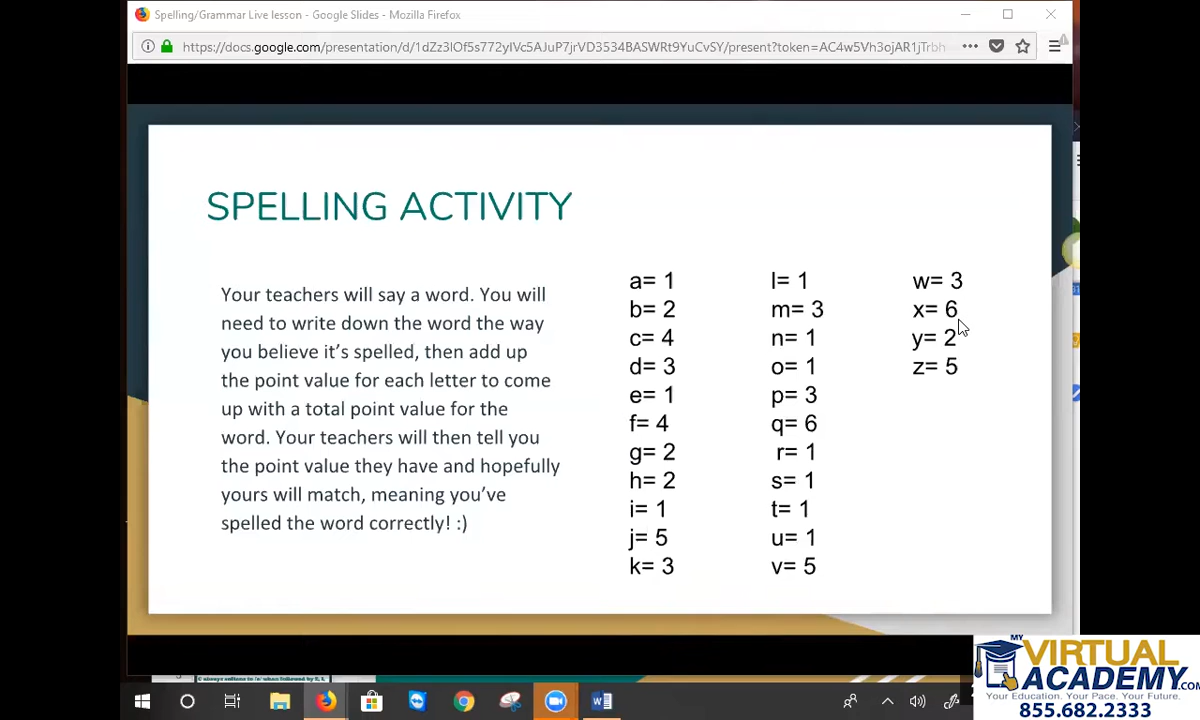 Spelling/Grammar Live lesson - Google Slides - Mozilla Firefox
https://docs.google.com/presentation/d/1dZz3lOf5s772yIVc5AJuP7jrVD3534BASWRt9YuCvSY/present?token=AC4w5Vh3ojAR1jTrbh
SPELLING ACTIVITY
Your teachers will say a word. You will
need to write down the word the way
you believe it's spelled, then add up
the point value for each letter to come
up with a total point value for the
word. Your teachers will then tell you
the point value they have and hopefully
yours will match, meaning you've
spelled the word correctly! :)
a= 1
b= 2
c= 4
d= 3
e= 1
f= 4
g= 2
h= 2
i= 1
j= 5
k= 3
l= 1
m= 3
n= 1
o= 1
p= 3
q= 6
r= 1
s= 1
t= 1
u= 1
v= 5
w= 3
x= 6
y= 2
z= 5
MY
VIRTUAL
ACADEMY.COM
Your Education. Your Pace. Your Future.
855.682.2333